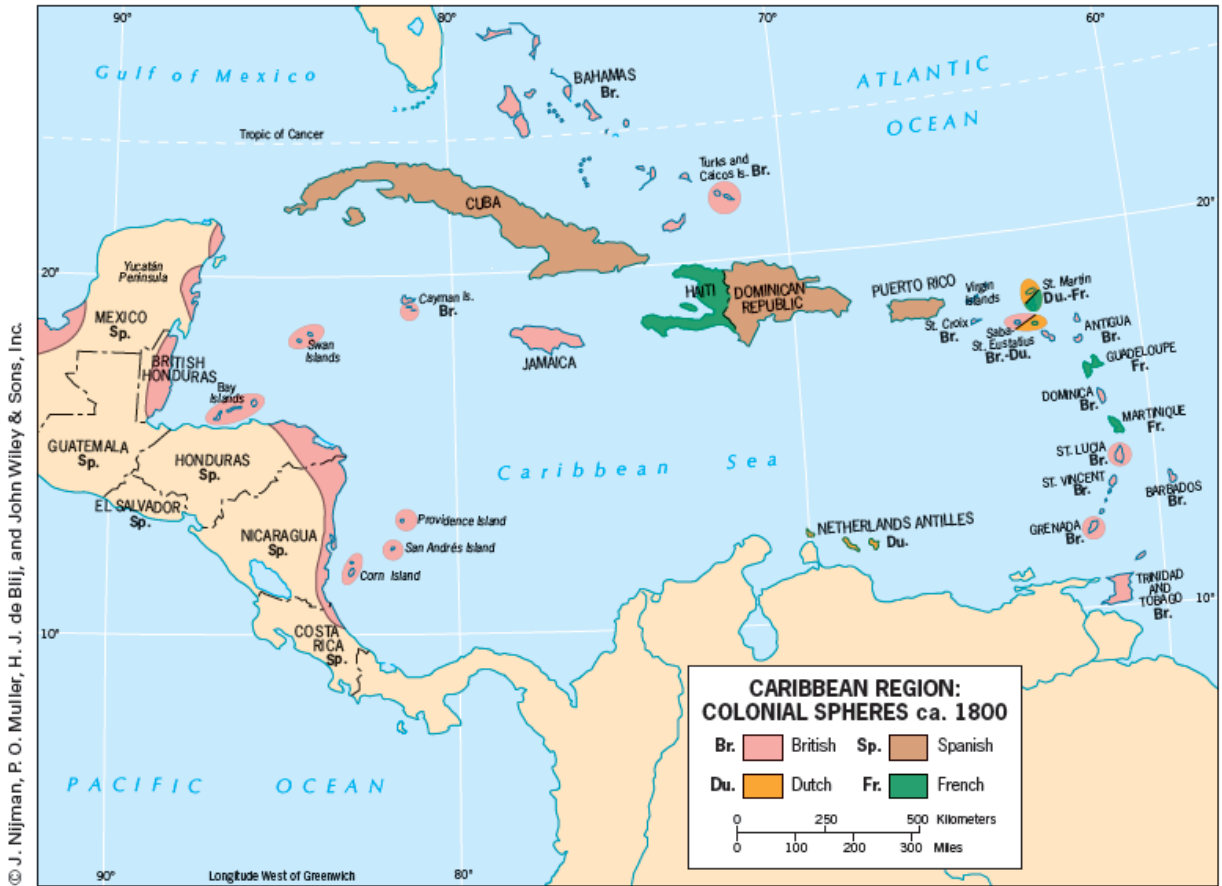 90°
80°
70°
60°
Gulf of Mexico
ATLANTIC
OCEAN
BAHAMAS
Br.
Tropic of Cancer
Turks and
Caicos Is. Br.
CUBA
20°
20°
Yucatán
Peninsula
MEXICO
Sp.
Cayman Is.
Br.
HAITI
DOMINICAN
REPUBLIC
PUERTO RICO
Virgin
Islands
St. Martin
Du.-Fr.
St. Croix
Br.
Saba
St. Eustatius
Br.-Du.
ANTIGUA
Br.
Swan
Islands
JAMAICA
BRITISH
HONDURAS
Bay
Islands
GUADELOUPE
Fr.
DOMINICA
Br.
MARTINIQUE
Fr.
GUATEMALA
Sp.
HONDURAS
Sp.
Caribbean Sea
ST. LUCIA
Br.
ST. VINCENT
Br.
BARBADOS
Br.
EL SALVADOR
Sp.
NICARAGUA
Sp.
Providence Island
San Andrés Island
Corn Island
NETHERLANDS ANTILLES
Du.
GRENADA
Br.
TRINIDAD
AND
TOBAGO
Br.
10°
10°
COSTA
RICA
Sp.
PACIFIC OCEAN
CARIBBEAN REGION:
COLONIAL SPHERES ca. 1800
Br. British Sp. Spanish
Du. Dutch Fr. French
0 250 500 Kilometers
0 100 200 300 Miles
90°
Longitude West of Greenwich
80°
70°
60°
© J. Nijman, P. O. Muller, H. J. de Blij, and John Wiley & Sons, Inc.